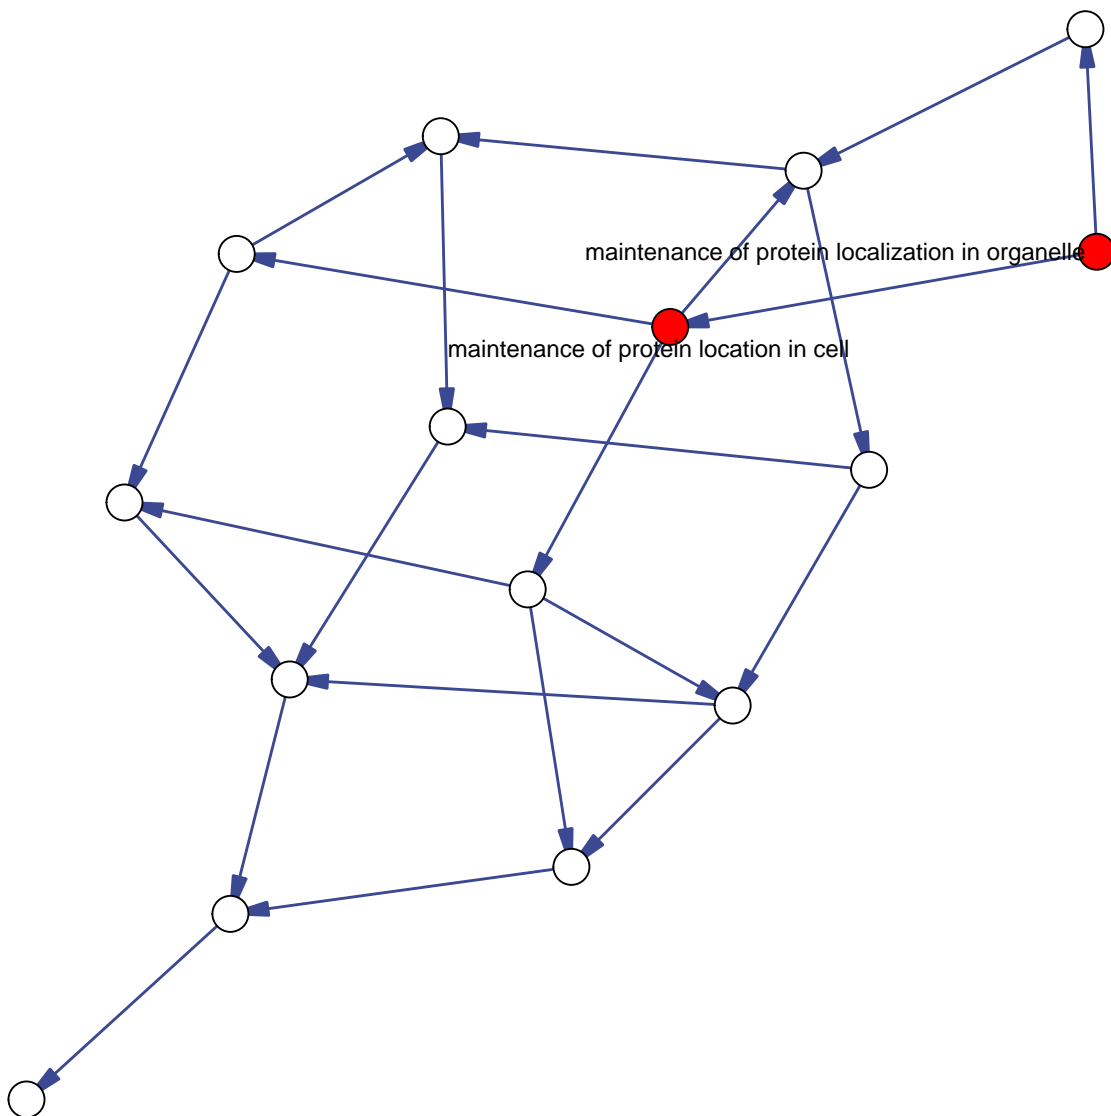 maintenance of protein localization in organelle
maintenance of protein location in cell